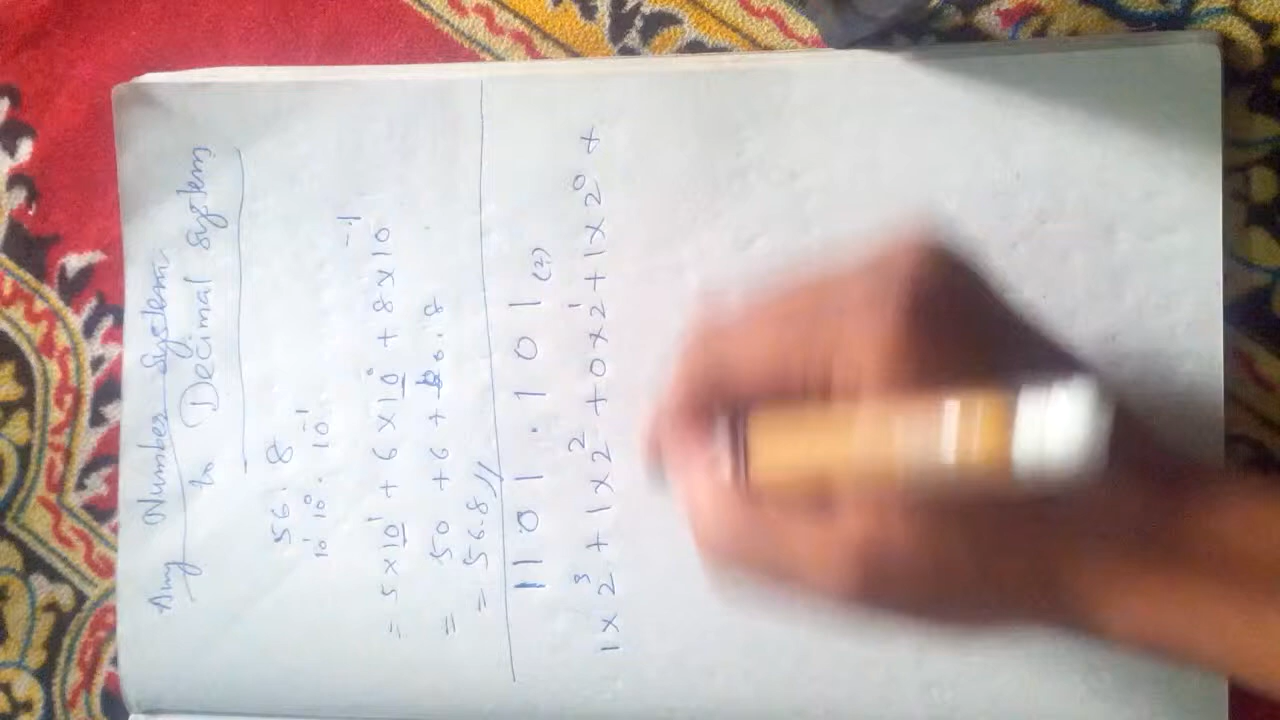 Any Number System
to Decimal System
56.8
10¹ 10⁰ . 10⁻¹
= 5 × 10¹ + 6 × 10⁰ + 8 × 10⁻¹
= 50 + 6 + 0.8
= 56.8 //
1101.101(2)
1 × 2³ + 1 × 2² + 0 × 2¹ + 1 × 2⁰ +